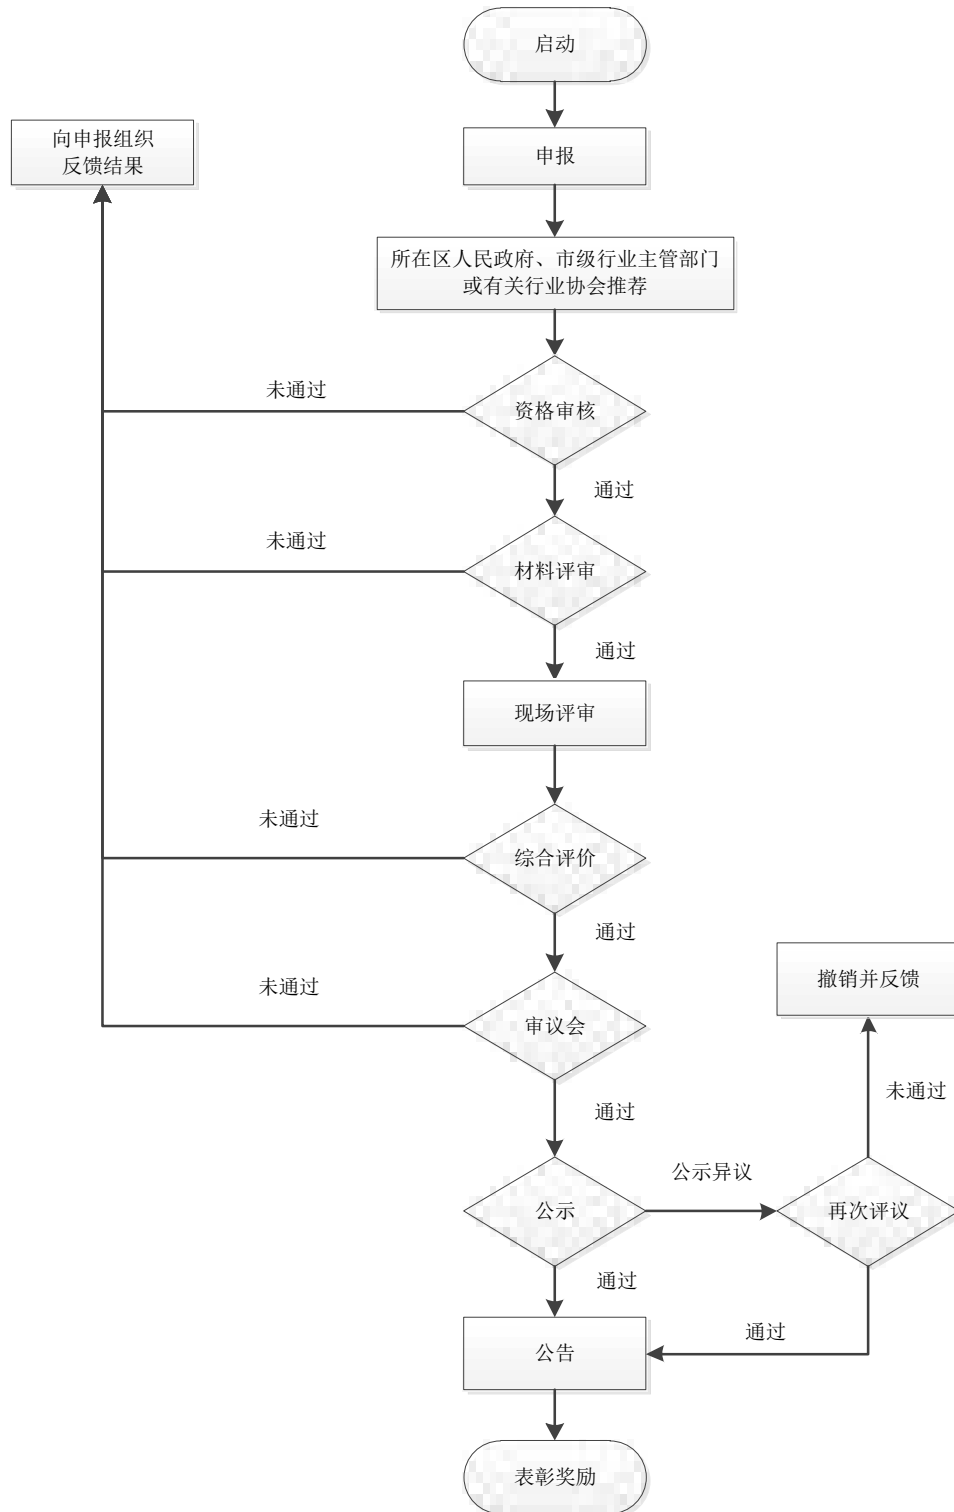 启动
向申报组织
反馈结果
申报
所在区人民政府、市级行业主管部门
或有关行业协会推荐
未通过
资格审核
通过
未通过
材料评审
通过
现场评审
未通过
综合评价
通过
未通过
审议会
撤销并反馈
通过
未通过
公示异议
公示
再次评议
通过
通过
公告
表彰奖励